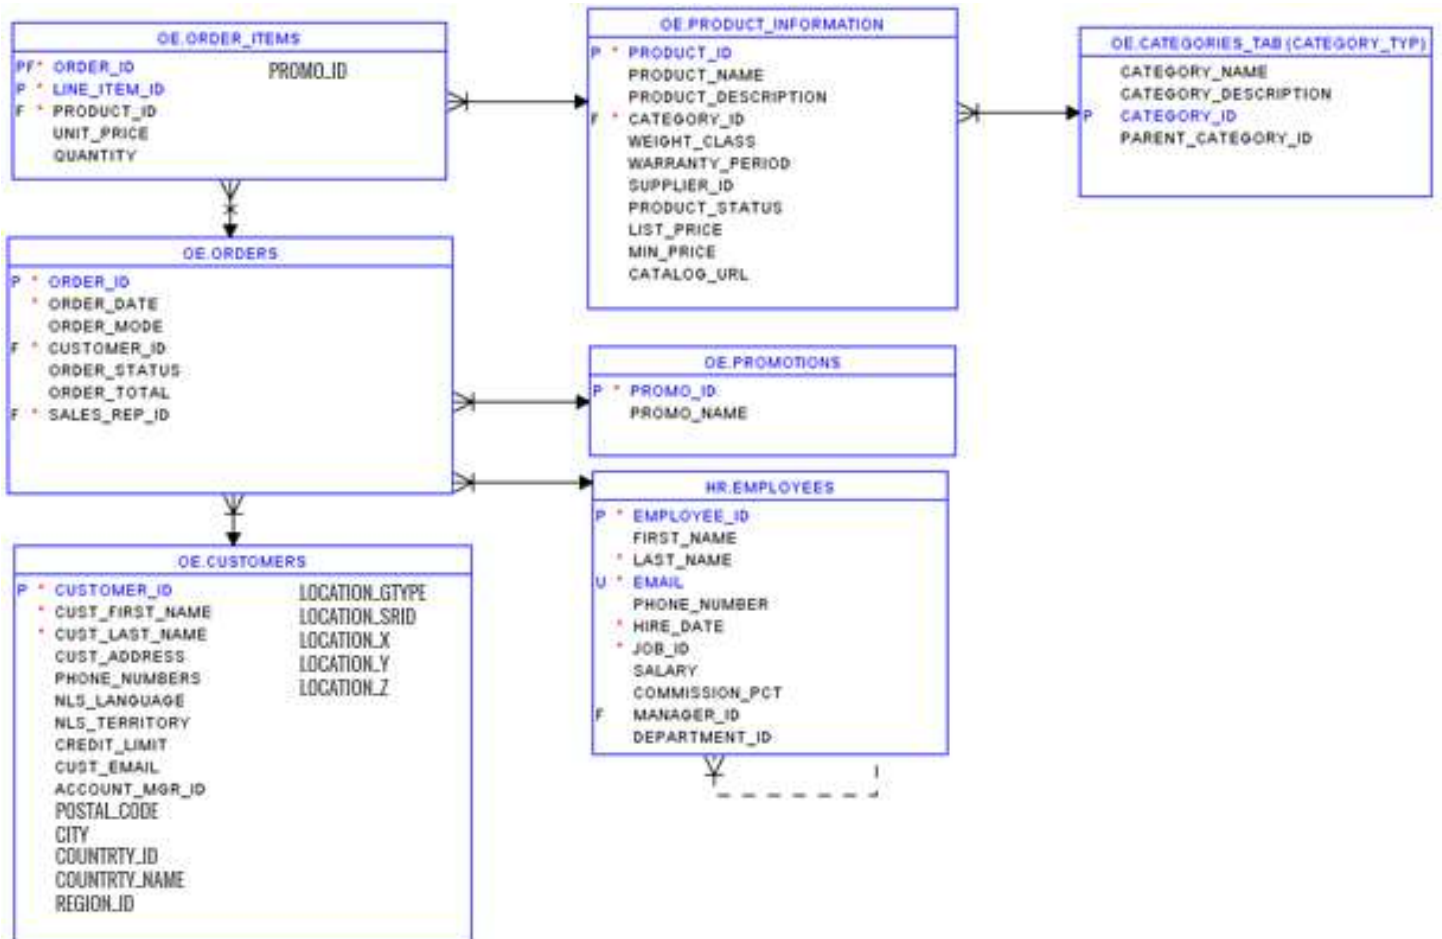 OE.ORDER_ITEMS
PF* ORDER_ID PROMO_ID
P * LINE_ITEM_ID
F * PRODUCT_ID
UNIT_PRICE
QUANTITY
OE.PRODUCT_INFORMATION
P * PRODUCT_ID
PRODUCT_NAME
PRODUCT_DESCRIPTION
F * CATEGORY_ID
WEIGHT_CLASS
WARRANTY_PERIOD
SUPPLIER_ID
PRODUCT_STATUS
LIST_PRICE
MIN_PRICE
CATALOG_URL
OE.CATEGORIES_TAB (CATEGORY_TYP)
CATEGORY_NAME
CATEGORY_DESCRIPTION
P CATEGORY_ID
PARENT_CATEGORY_ID
OE.ORDERS
P * ORDER_ID
* ORDER_DATE
ORDER_MODE
F * CUSTOMER_ID
ORDER_STATUS
ORDER_TOTAL
F * SALES_REP_ID
OE.PROMOTIONS
P * PROMO_ID
PROMO_NAME
HR.EMPLOYEES
P * EMPLOYEE_ID
FIRST_NAME
* LAST_NAME
U * EMAIL
PHONE_NUMBER
* HIRE_DATE
* JOB_ID
SALARY
COMMISSION_PCT
F MANAGER_ID
DEPARTMENT_ID
OE.CUSTOMERS
P * CUSTOMER_ID LOCATION_GTYPE
* CUST_FIRST_NAME LOCATION_SRID
* CUST_LAST_NAME LOCATION_X
CUST_ADDRESS LOCATION_Y
PHONE_NUMBERS LOCATION_Z
NLS_LANGUAGE
NLS_TERRITORY
CREDIT_LIMIT
CUST_EMAIL
ACCOUNT_MGR_ID
POSTAL_CODE
CITY
COUNTRTY_ID
COUNTRTY_NAME
REGION_ID